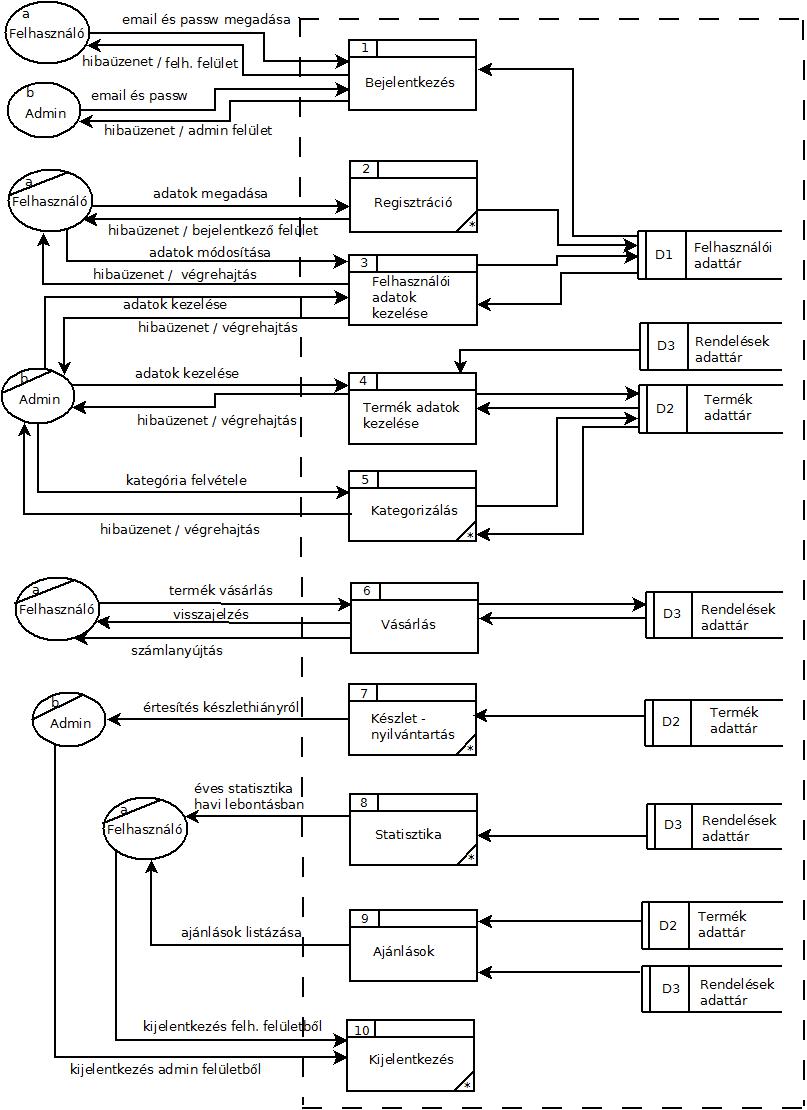 a
Felhasználó
email és passw megadása
hibaüzenet / felh. felület
b
Admin
email és passw
hibaüzenet / admin felület
1
Bejelentkezés
a
Felhasználó
adatok megadása
hibaüzenet / bejelentkező felület
2
Regisztráció
*
adatok módosítása
hibaüzenet / végrehajtás
3
Felhasználói
adatok
kezelése
D1
Felhasználói
adattár
adatok kezelése
hibaüzenet / végrehajtás
b
Admin
adatok kezelése
hibaüzenet / végrehajtás
4
Termék adatok
kezelése
D3
Rendelések
adattár
D2
Termék
adattár
kategória felvétele
hibaüzenet / végrehajtás
5
Kategorizálás
*
a
Felhasználó
termék vásárlás
visszajelzés
számlanyújtás
6
Vásárlás
D3
Rendelések
adattár
b
Admin
értesítés készlethiányról
7
Készlet -
nyilvántartás
*
D2
Termék
adattár
a
Felhasználó
éves statisztika
havi lebontásban
8
Statisztika
*
D3
Rendelések
adattár
ajánlások listázása
9
Ajánlások
D2
Termék
adattár
D3
Rendelések
adattár
kijelentkezés felh. felületből
kijelentkezés admin felületből
10
Kijelentkezés
*